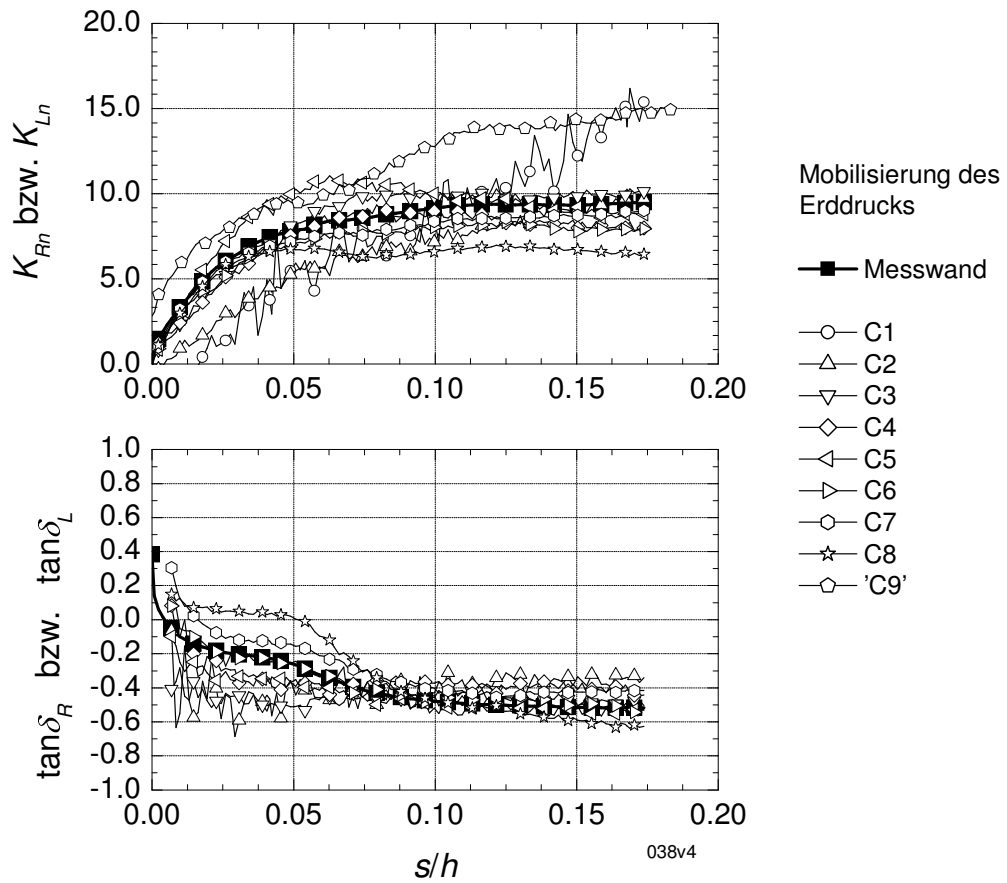 20.0
15.0
10.0
5.0
0.0
K_Rn bzw. K_Ln
0.00 0.05 0.10 0.15 0.20
1.0
0.8
0.6
0.4
0.2
0.0
-0.2
-0.4
-0.6
-0.8
-1.0
tanδ_R bzw. tanδ_L
0.00 0.05 0.10 0.15 0.20
s/h
038v4
Mobilisierung des
Erddrucks
Messwand
C1
C2
C3
C4
C5
C6
C7
C8
'C9'